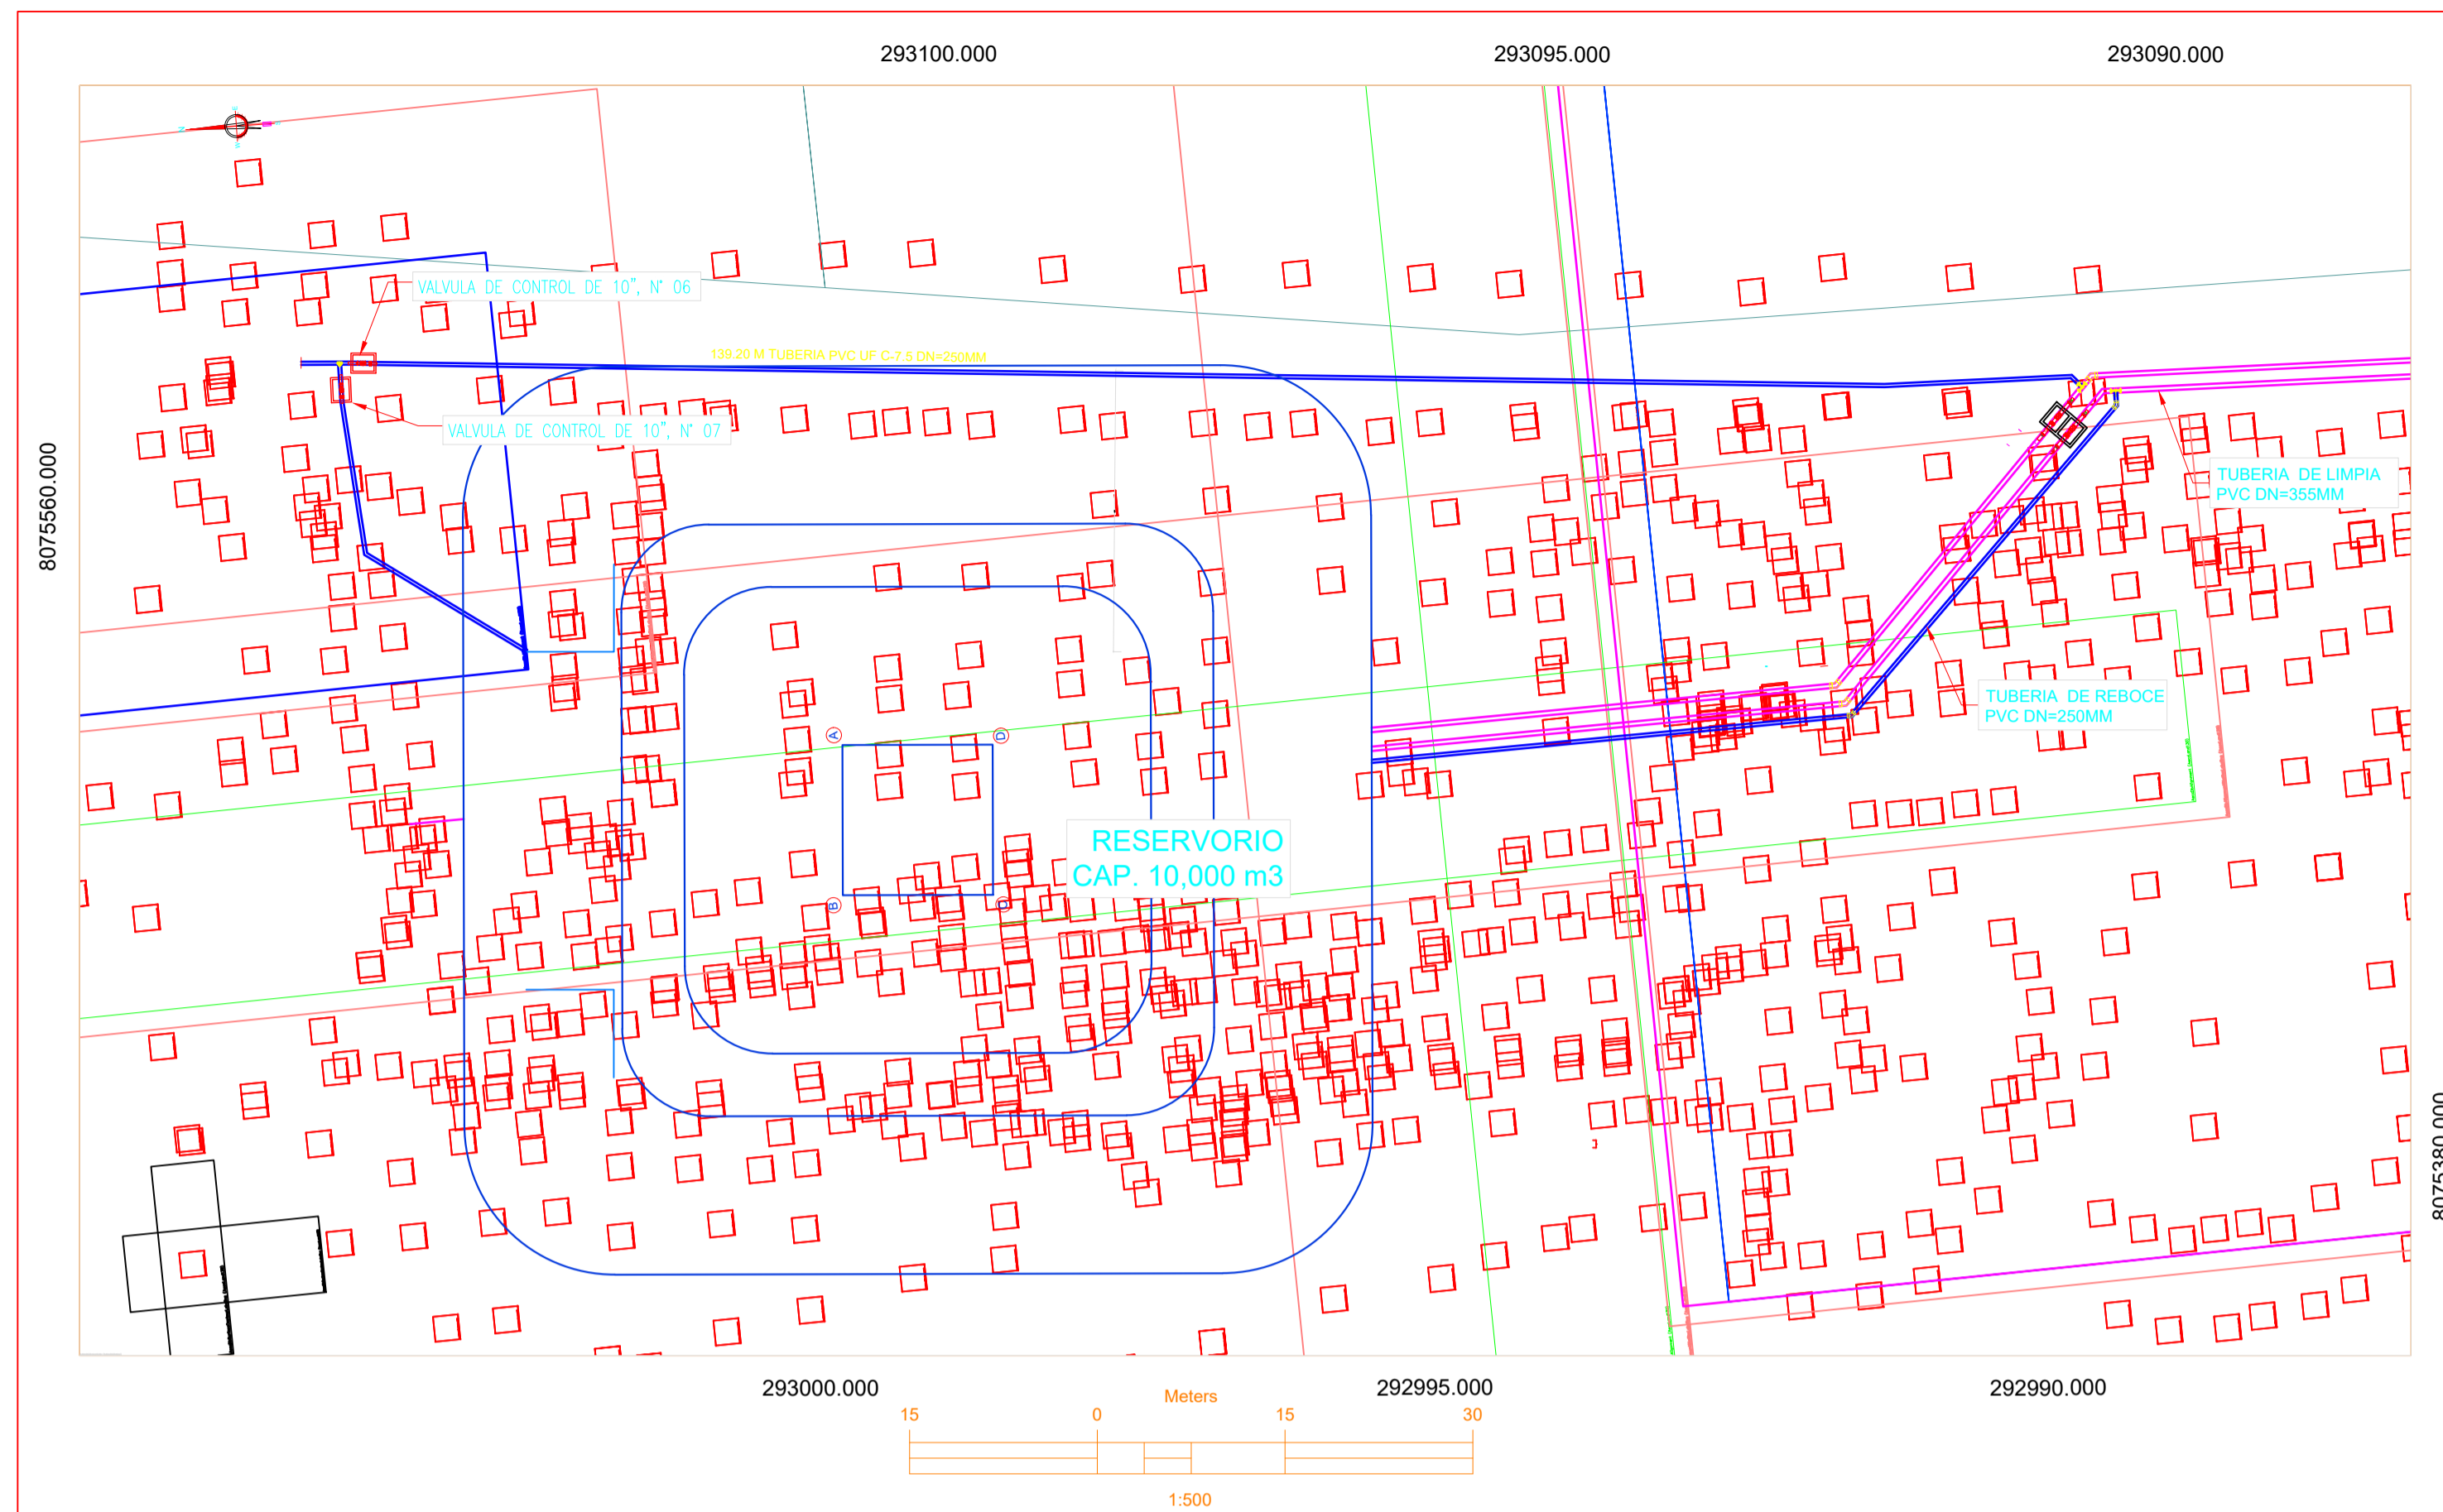 293100.000
293095.000
293090.000
VALVULA DE CONTROL DE 10", N° 06
139.20 M TUBERIA PVC UF C-7.5 DN=250MM
VALVULA DE CONTROL DE 10", N° 07
8075560.000
TUBERIA DE LIMPIA
PVC DN=355MM
TUBERIA DE REBOCE
PVC DN=250MM
A
D
RESERVORIO
CAP. 10,000 m3
B
C
8075380.000
293000.000
292995.000
292990.000
Meters
15
0
15
30
1:500